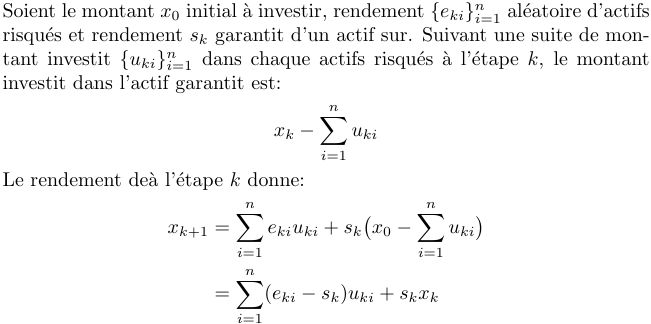 Soient le montant $x_0$ initial à investir, rendement $\{e_{ki}\}_{i=1}^n$ aléatoire d'actifs
risqués et rendement $s_k$ garantit d'un actif sur. Suivant une suite de mon-
tant investit $\{u_{ki}\}_{i=1}^n$ dans chaque actifs risqués à l'étape $k$, le montant
investit dans l'actif garantit est:
$x_k - \sum_{i=1}^n u_{ki}$
Le rendement deà l'étape $k$ donne:
$x_{k+1} = \sum_{i=1}^n e_{ki} u_{ki} + s_k \big( x_0 - \sum_{i=1}^n u_{ki} \big)$
$= \sum_{i=1}^n (e_{ki} - s_k) u_{ki} + s_k x_k$